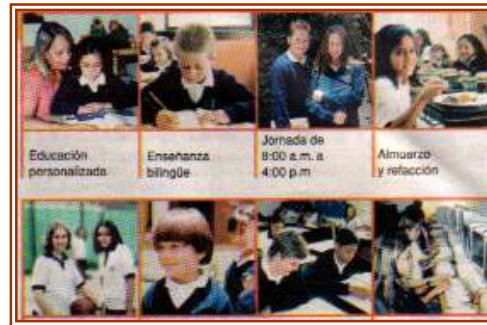 Educación
personalizada
Enseñanza
bilingüe
Jornada de
8:00 a.m. a
4:00 p.m
Almuerzo
y refacción